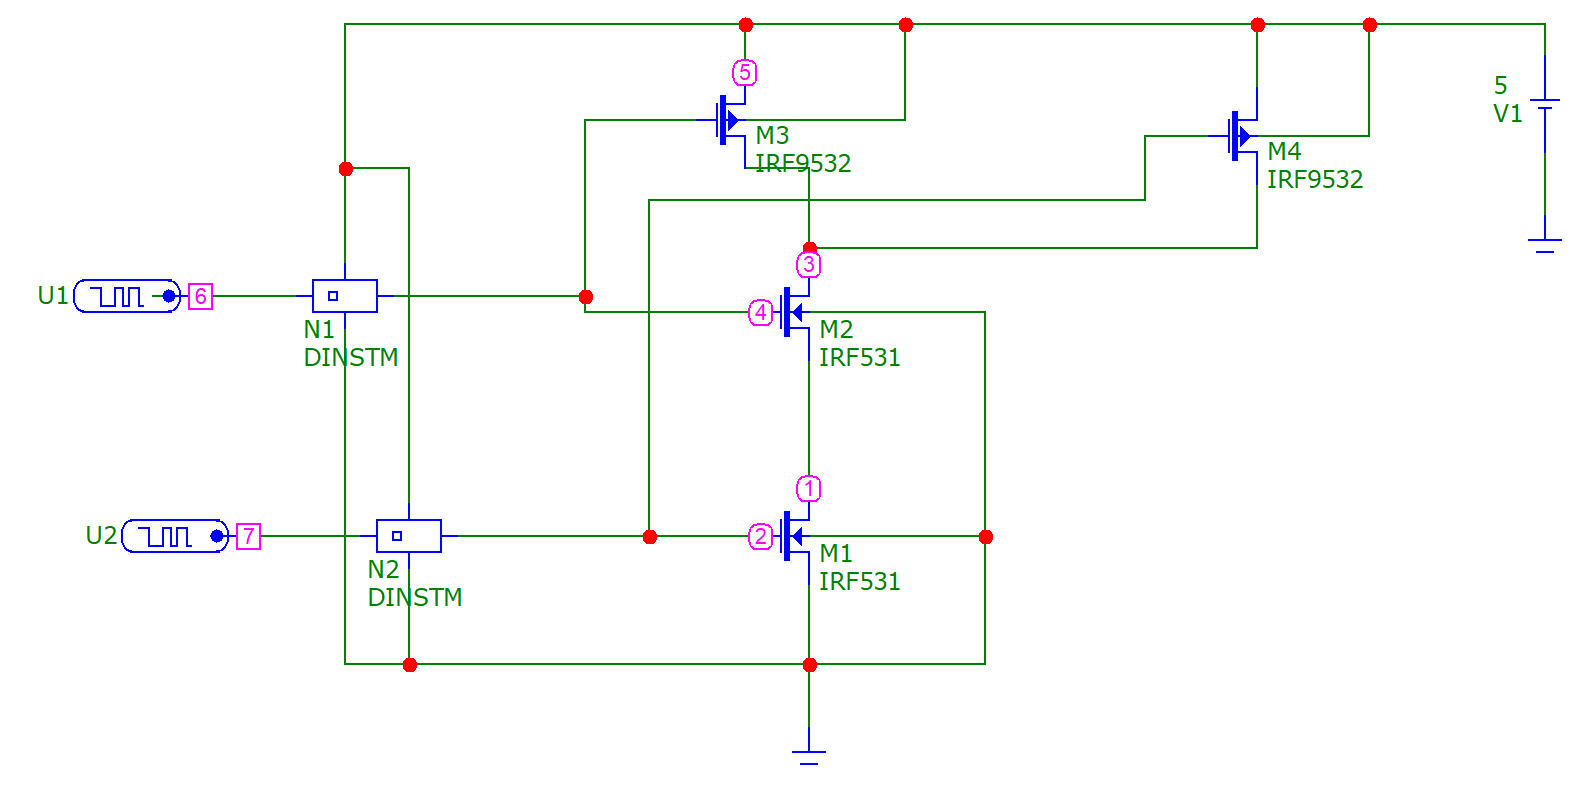 5
5
V1
M3
IRF9532
M4
IRF9532
3
U1
6
4
N1
DINSTM
M2
IRF531
1
U2
7
2
N2
DINSTM
M1
IRF531